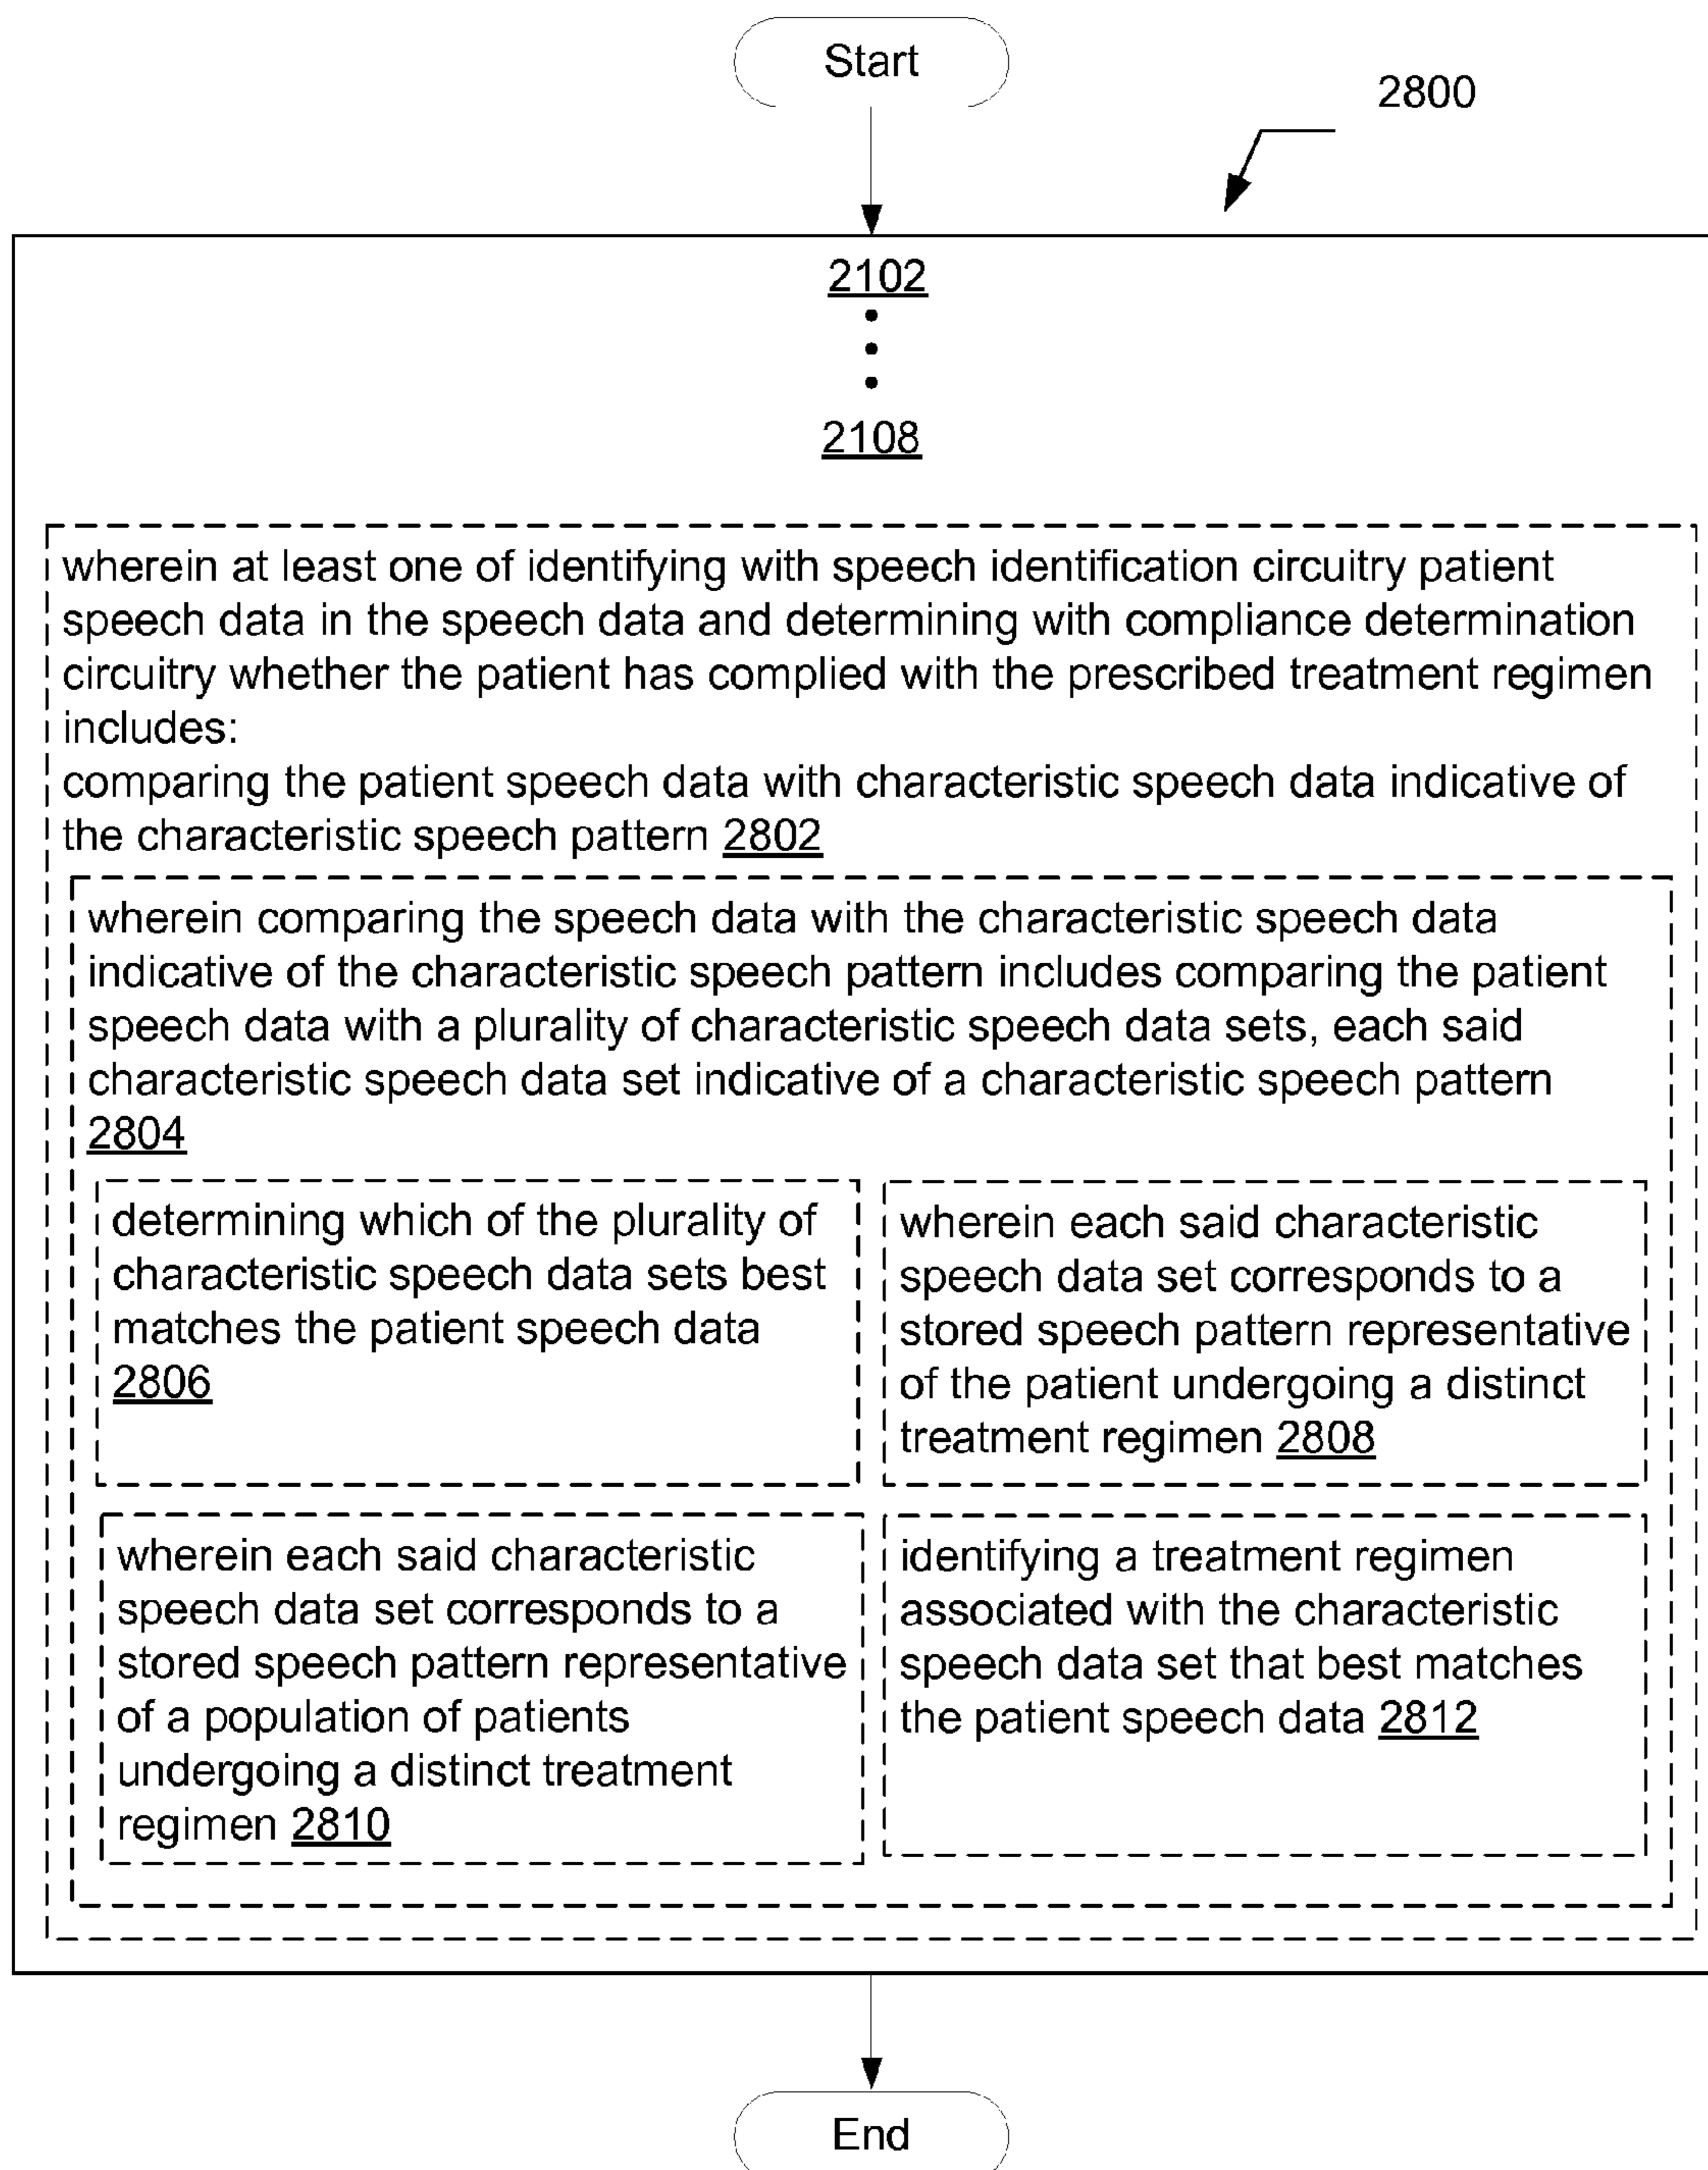 Start
2800
2102
2108
wherein at least one of identifying with speech identification circuitry patient
speech data in the speech data and determining with compliance determination
circuitry whether the patient has complied with the prescribed treatment regimen
includes:
comparing the patient speech data with characteristic speech data indicative of
the characteristic speech pattern 2802
wherein comparing the speech data with the characteristic speech data
indicative of the characteristic speech pattern includes comparing the patient
speech data with a plurality of characteristic speech data sets, each said
characteristic speech data set indicative of a characteristic speech pattern
2804
determining which of the plurality of
characteristic speech data sets best
matches the patient speech data
2806
wherein each said characteristic
speech data set corresponds to a
stored speech pattern representative
of the patient undergoing a distinct
treatment regimen 2808
wherein each said characteristic
speech data set corresponds to a
stored speech pattern representative
of a population of patients
undergoing a distinct treatment
regimen 2810
identifying a treatment regimen
associated with the characteristic
speech data set that best matches
the patient speech data 2812
End